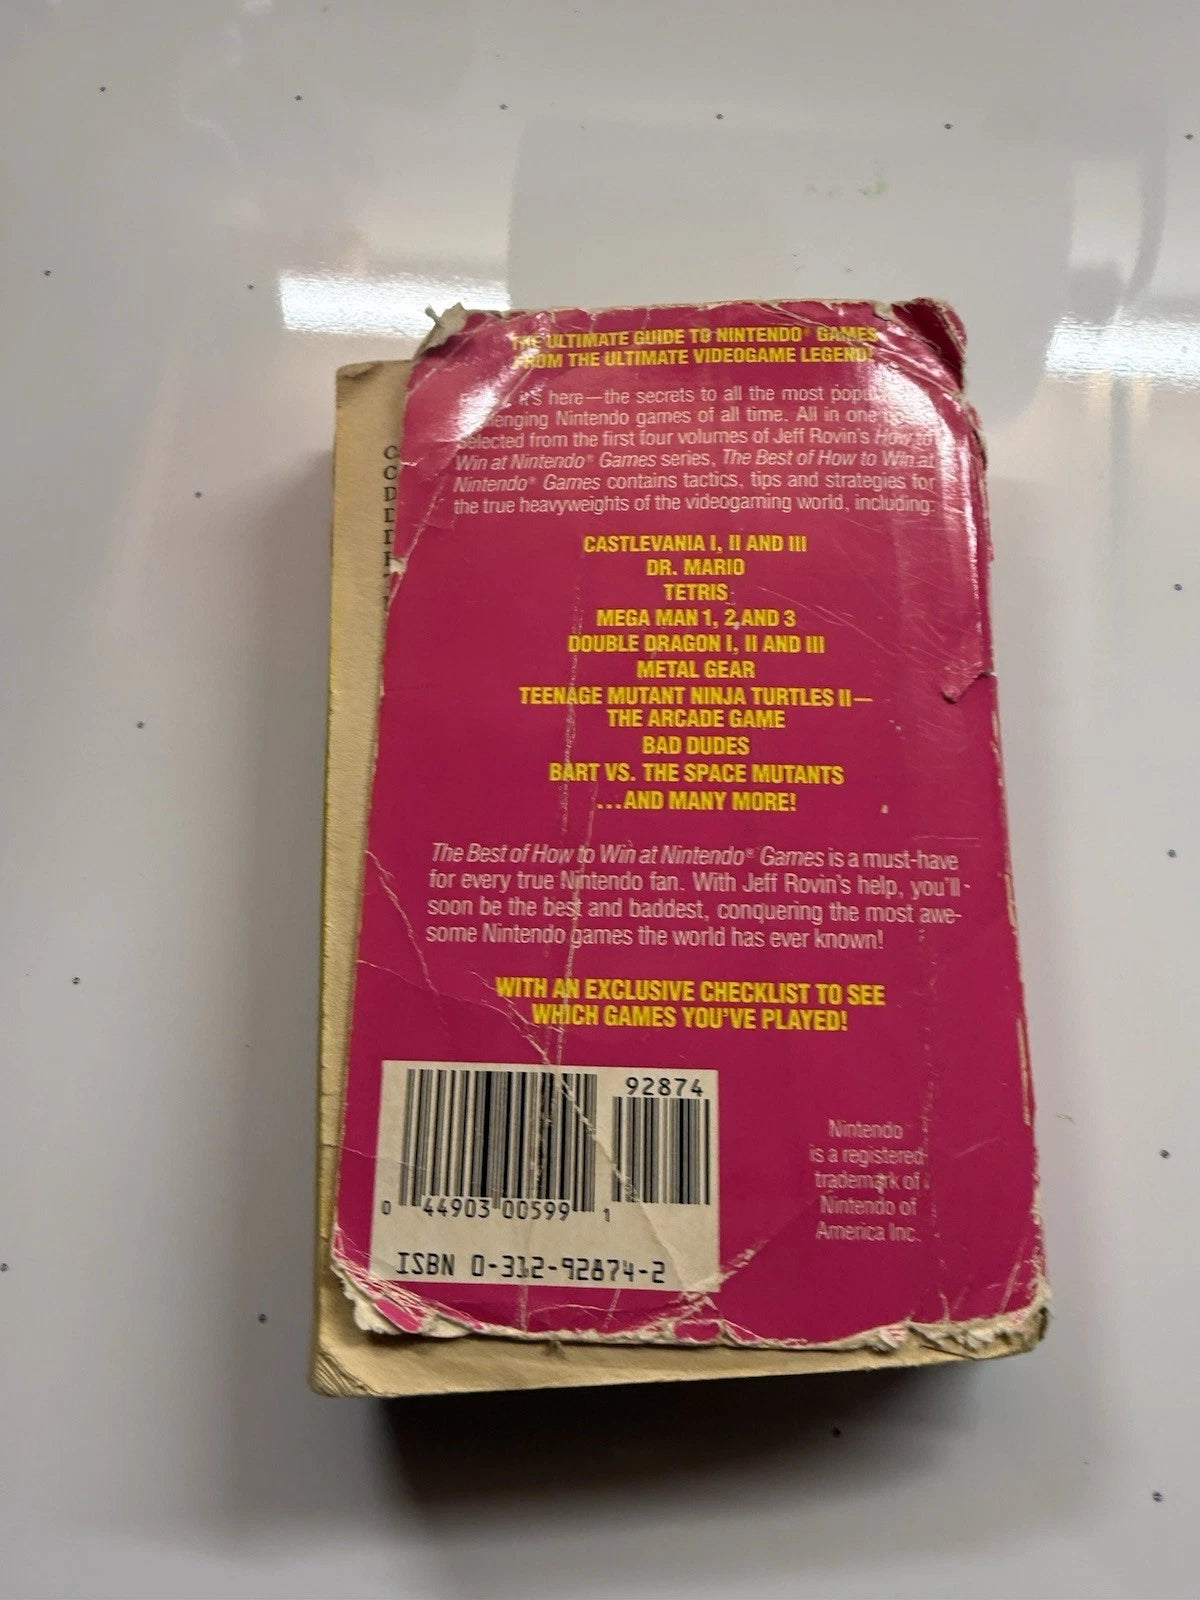 THE ULTIMATE GUIDE TO NINTENDO® GAMES
FROM THE ULTIMATE VIDEOGAME LEGEND!
it's here—the secrets to all the most
Nintendo games of all time. All in one
selected from the first four volumes of Jeff Rovin's How to
Win at Nintendo® Games series, The Best of How to Win at
Nintendo® Games contains tactics, tips and strategies for
the true heavyweights of the videogaming world, including:
CASTLEVANIA I, II AND III
DR. MARIO
TETRIS
MEGA MAN 1, 2, AND 3
DOUBLE DRAGON I, II AND III
METAL GEAR
TEENAGE MUTANT NINJA TURTLES II—
THE ARCADE GAME
BAD DUDES
BART VS. THE SPACE MUTANTS
...AND MANY MORE!
The Best of How to Win at Nintendo® Games is a must-have
for every true Nintendo fan. With Jeff Rovin's help, you'll
soon be the best and baddest, conquering the most awe-
some Nintendo games the world has ever known!
WITH AN EXCLUSIVE CHECKLIST TO SEE
WHICH GAMES YOU'VE PLAYED!
92874
0 44903 00599 1
ISBN 0-312-92874-2
Nintendo
is a registered
trademark of
Nintendo of
America Inc.